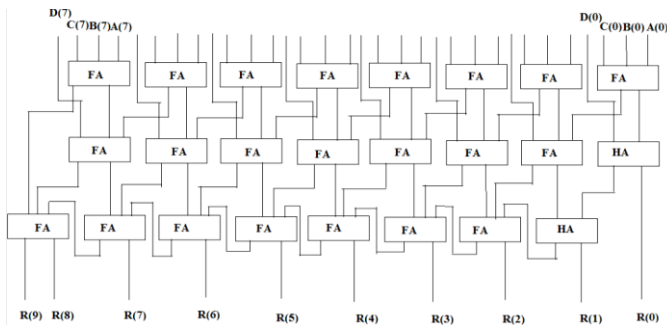 D(7) D(0)
C(7) B(7) A(7) C(0) B(0) A(0)
FA FA FA FA FA FA FA FA
FA FA FA FA FA FA FA HA
FA FA FA FA FA FA FA HA
R(9) R(8) R(7) R(6) R(5) R(4) R(3) R(2) R(1) R(0)